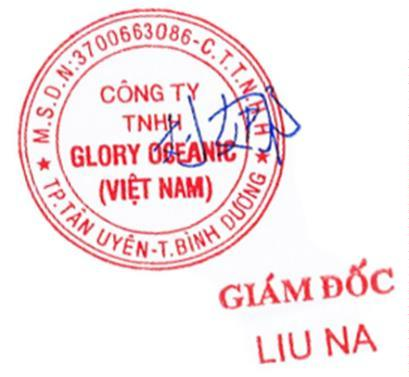 M.S.D.N:3700663086-C.T.T.N.H.H
CÔNG TY
TNHH
GLORY OCEANIC
(VIỆT NAM)
★ TP.TÂN UYÊN-T.BÌNH DƯƠNG ★
GIÁM ĐỐC
LIU NA